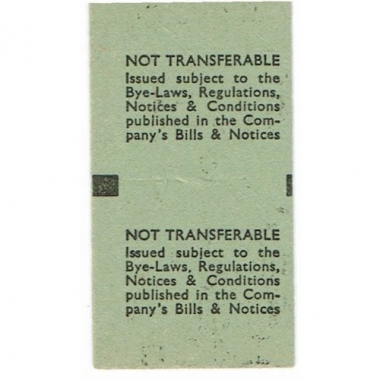 NOT TRANSFERABLE
Issued subject to the
Bye-Laws, Regulations,
Notices & Conditions
published in the Com-
pany's Bills & Notices
NOT TRANSFERABLE
Issued subject to the
Bye-Laws, Regulations,
Notices & Conditions
published in the Com-
pany's Bills & Notices